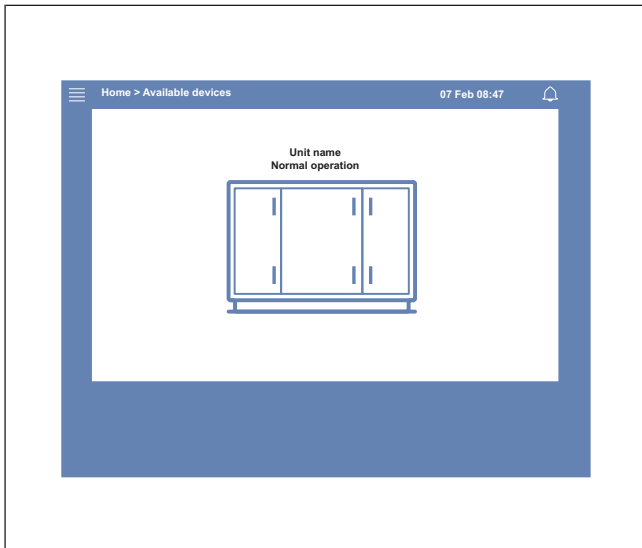 Home > Available devices
07 Feb 08:47
Unit name
Normal operation